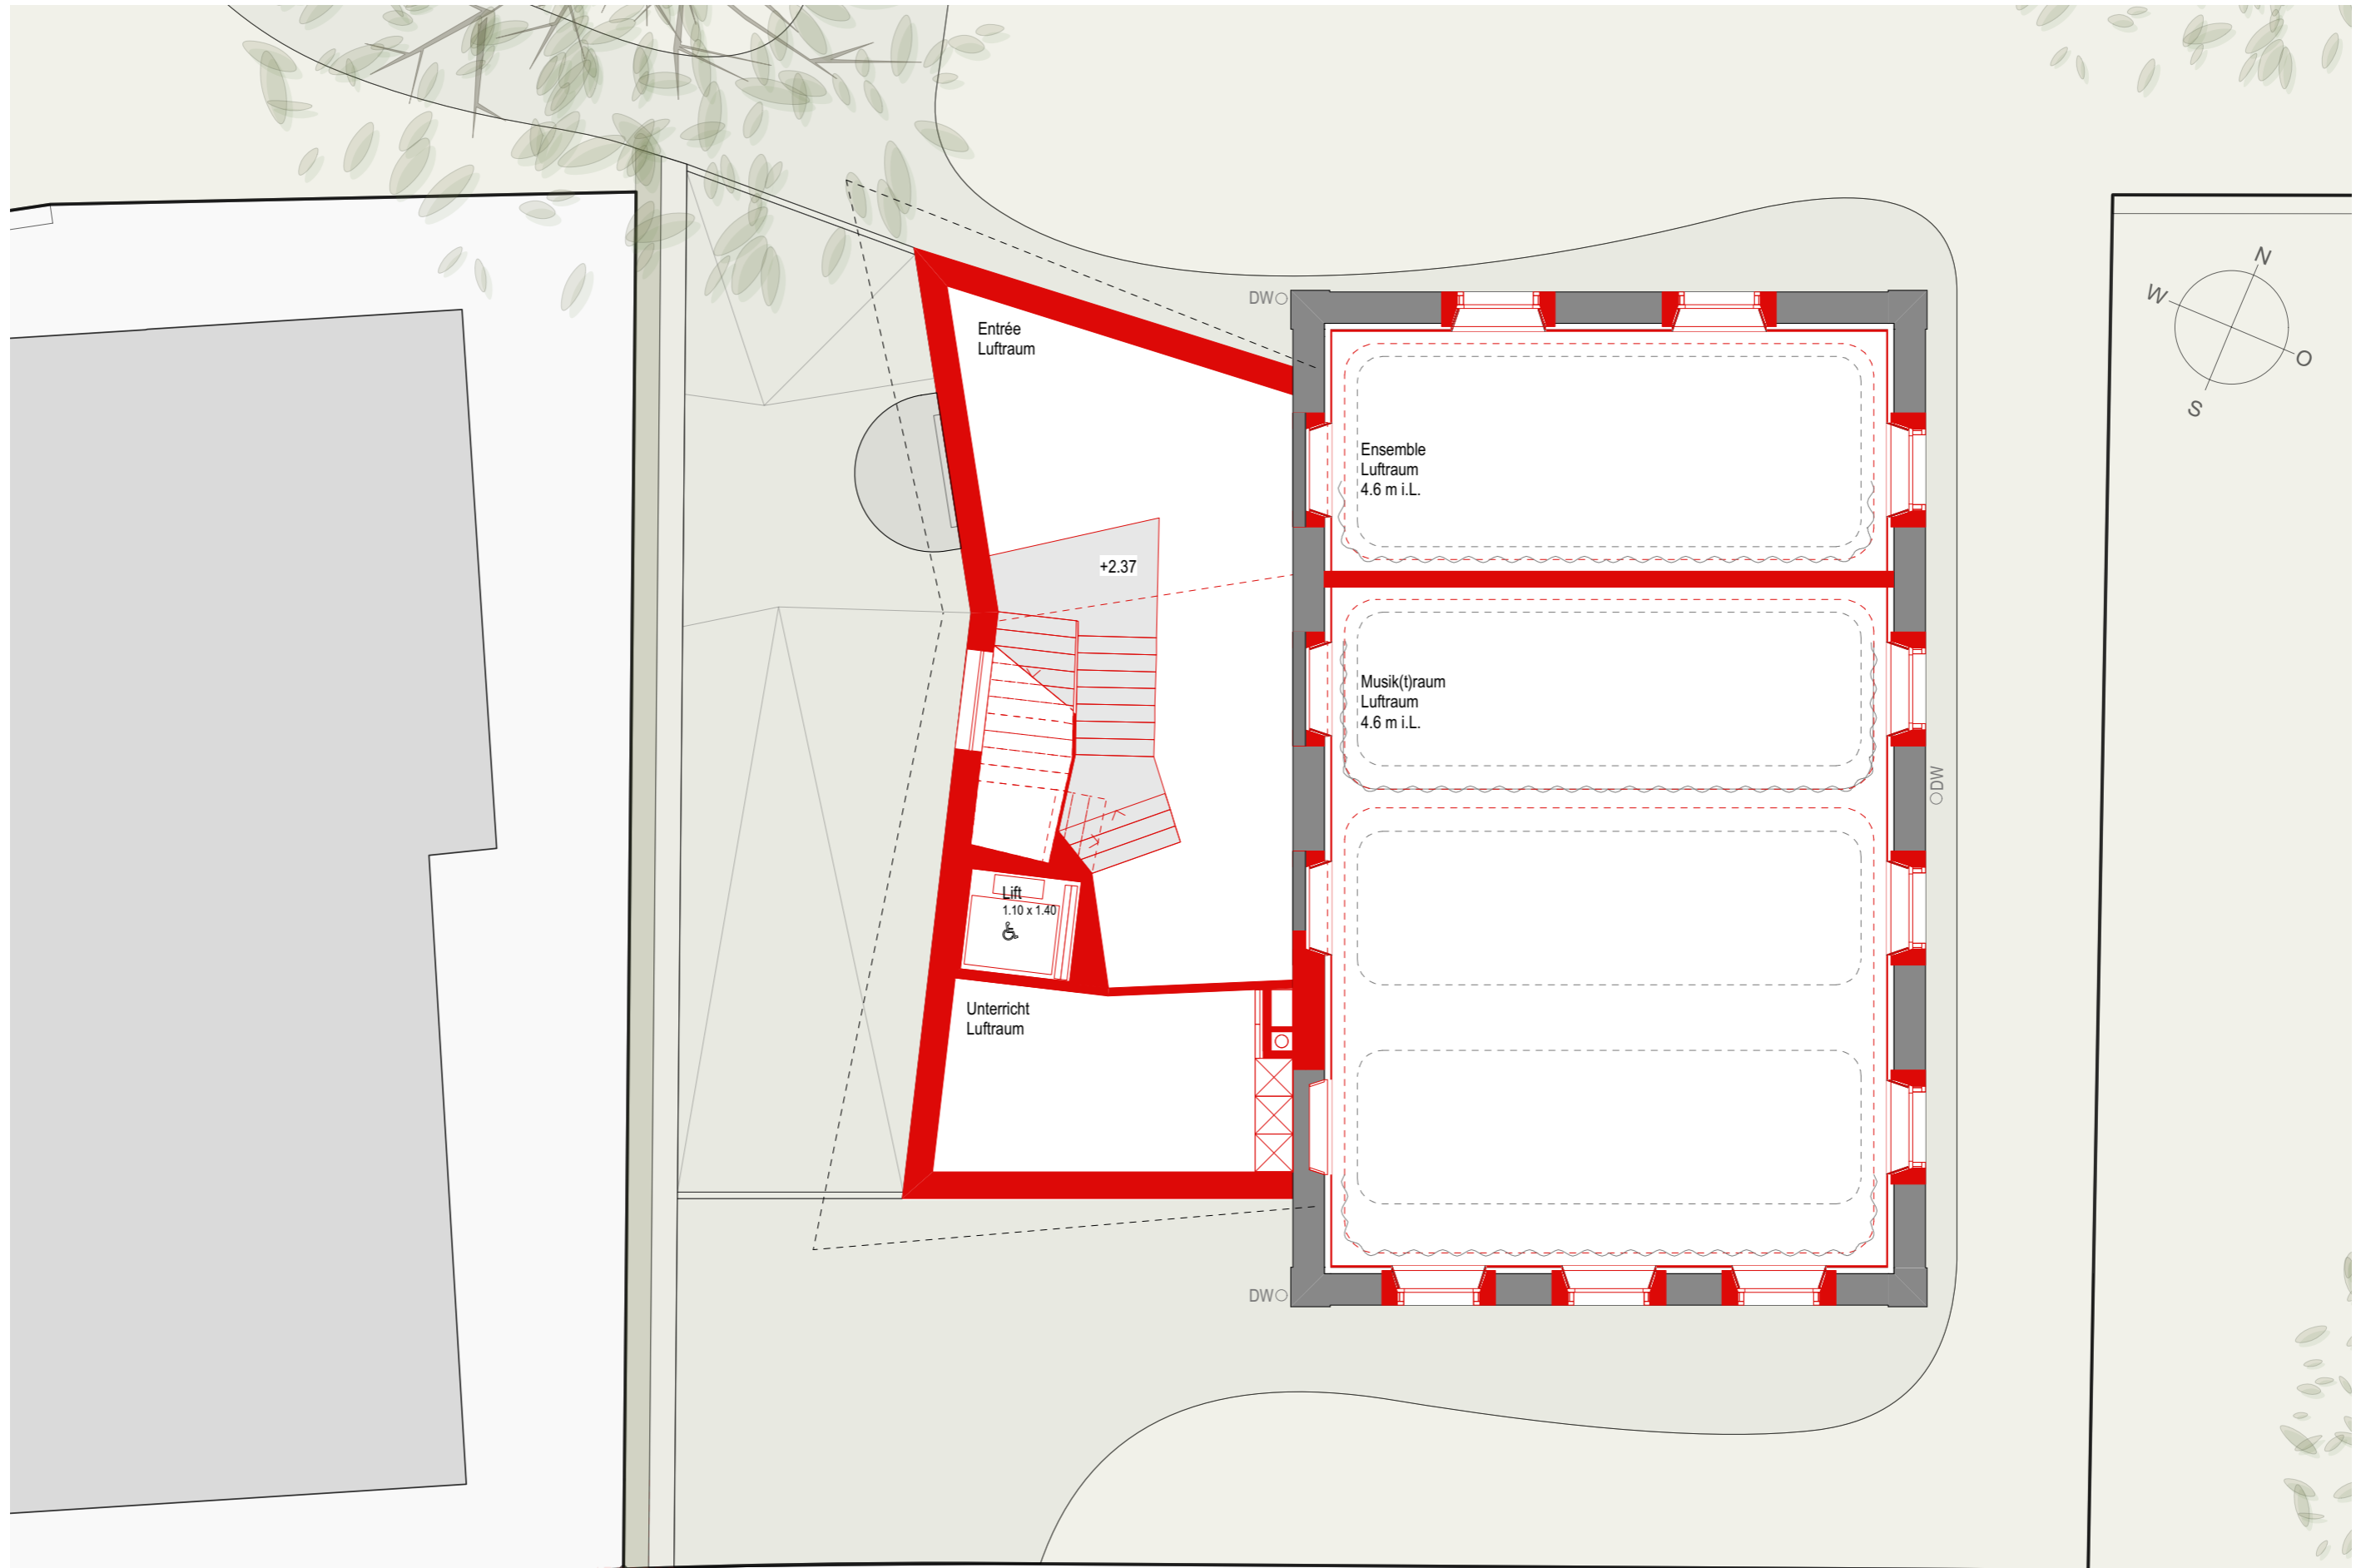 N
W
O
S
DW
Entrée
Luftraum
Ensemble
Luftraum
4.6 m i.L.
+2.37
Musik(t)raum
Luftraum
4.6 m i.L.
DW
Lift
1.10 x 1.40
Unterricht
Luftraum
DW